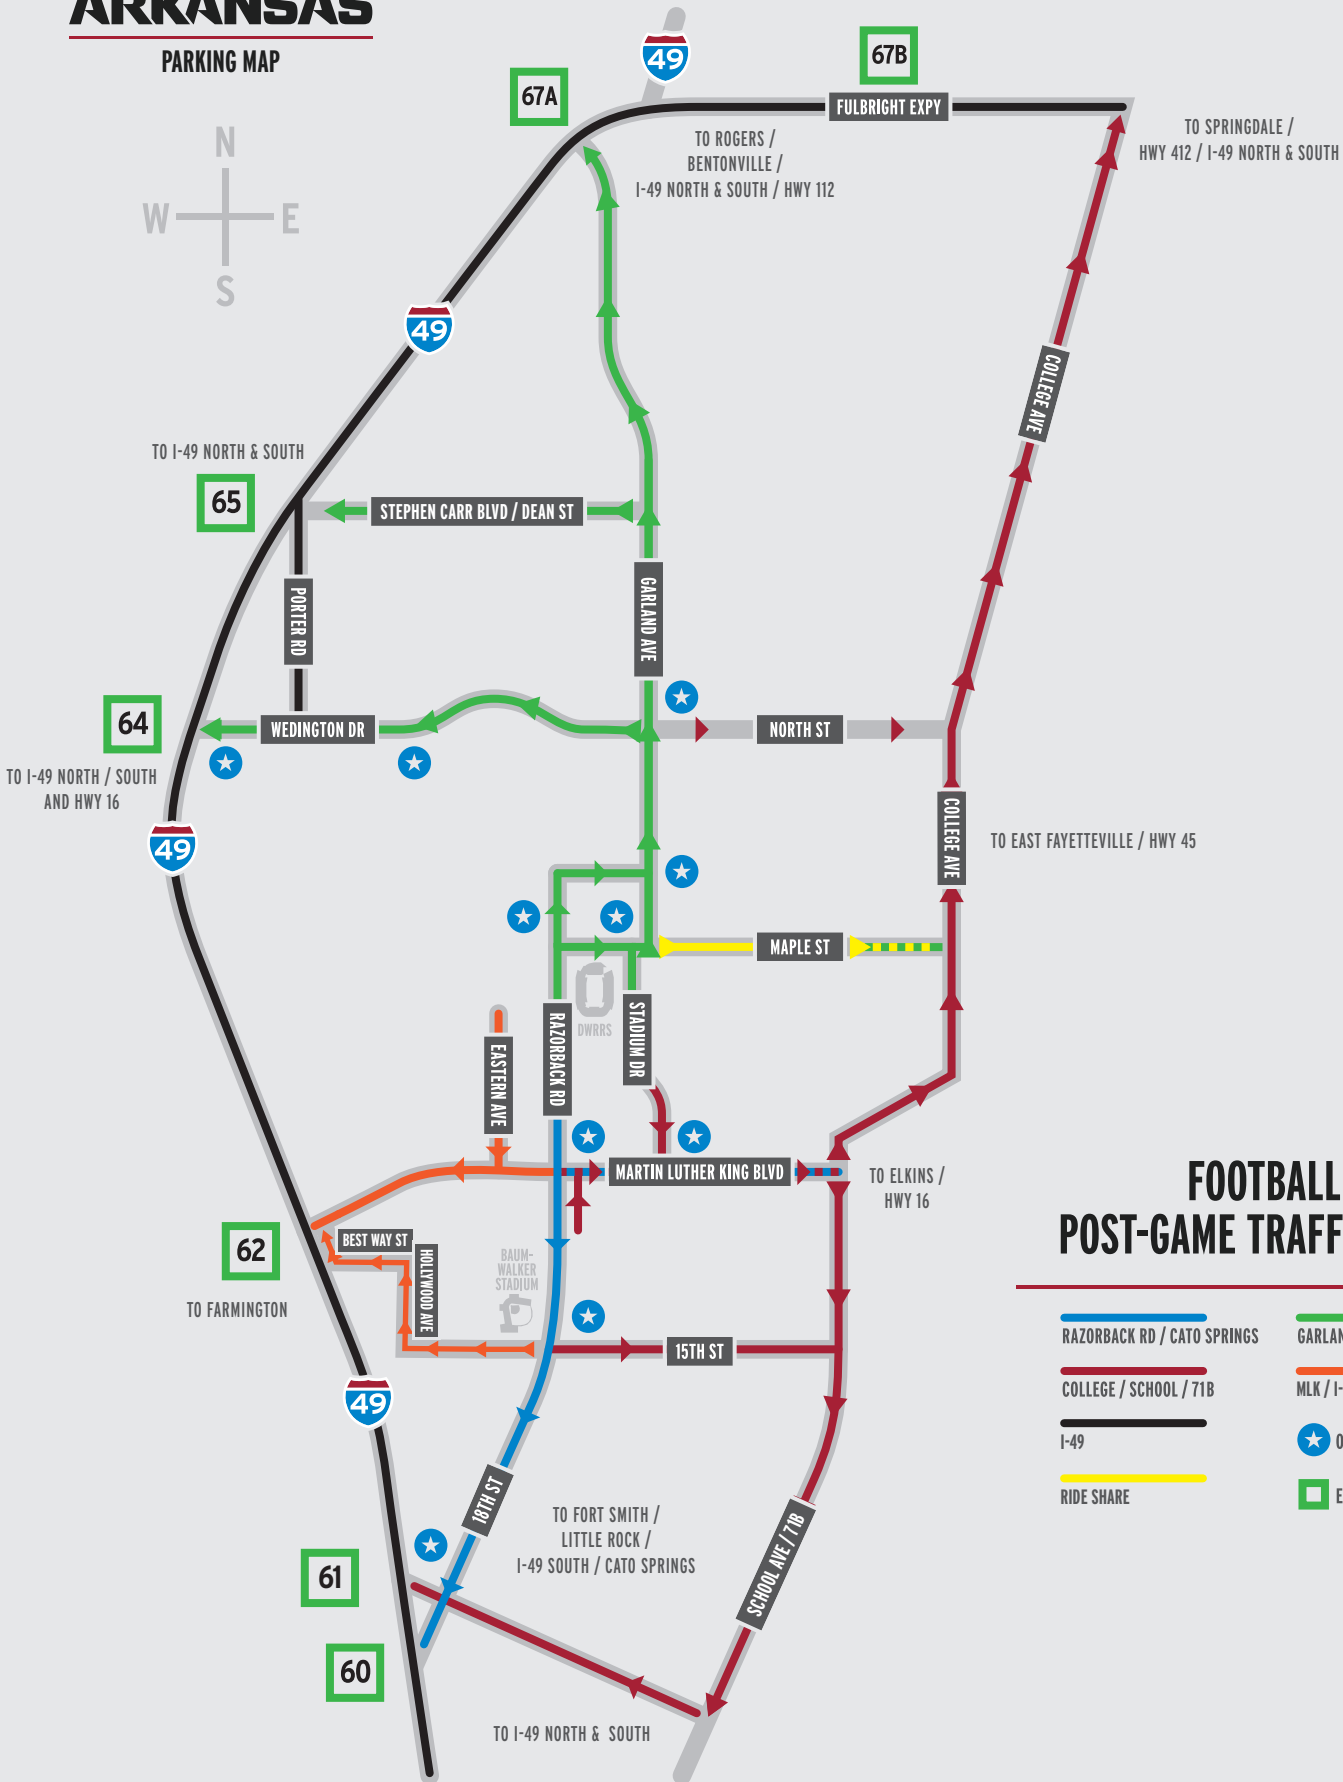 ARKANSAS
PARKING MAP
N
W E
S
49
67A
67B
FULBRIGHT EXPY
TO ROGERS /
BENTONVILLE /
I-49 NORTH & SOUTH / HWY 112
TO SPRINGDALE /
HWY 412 / I-49 NORTH & SOUTH
49
COLLEGE AVE
TO I-49 NORTH & SOUTH
65
STEPHEN CARR BLVD / DEAN ST
PORTER RD
GARLAND AVE
64
WEDINGTON DR
NORTH ST
TO I-49 NORTH / SOUTH
AND HWY 16
49
COLLEGE AVE
TO EAST FAYETTEVILLE / HWY 45
MAPLE ST
DWRRS
RAZORBACK RD
STADIUM DR
EASTERN AVE
MARTIN LUTHER KING BLVD
TO ELKINS /
HWY 16
62
BEST WAY ST
HOLLYWOOD AVE
TO FARMINGTON
BAUM-
WALKER
STADIUM
15TH ST
49
18TH ST
TO FORT SMITH /
LITTLE ROCK /
I-49 SOUTH / CATO SPRINGS
SCHOOL AVE / 71B
61
60
TO I-49 NORTH & SOUTH
FOOTBALL
POST-GAME TRAFF
RAZORBACK RD / CATO SPRINGS
GARLAN
COLLEGE / SCHOOL / 71B
MLK / I-
I-49
O
RIDE SHARE
E